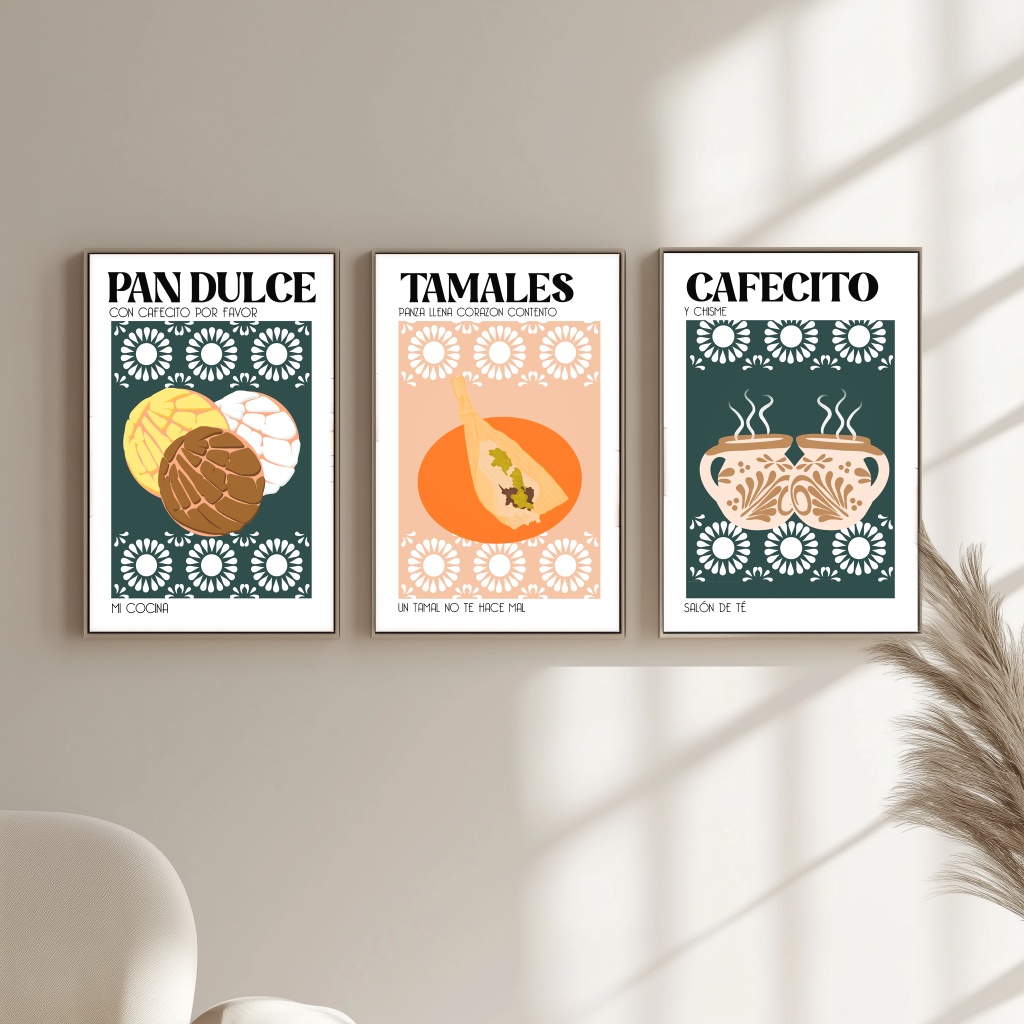 PAN DULCE
CON CAFECITO POR FAVOR
MI COCINA
TAMALES
PANZA LLENA CORAZON CONTENTO
UN TAMAL NO TE HACE MAL
CAFECITO
Y CHISME
SALÓN DE TÉ